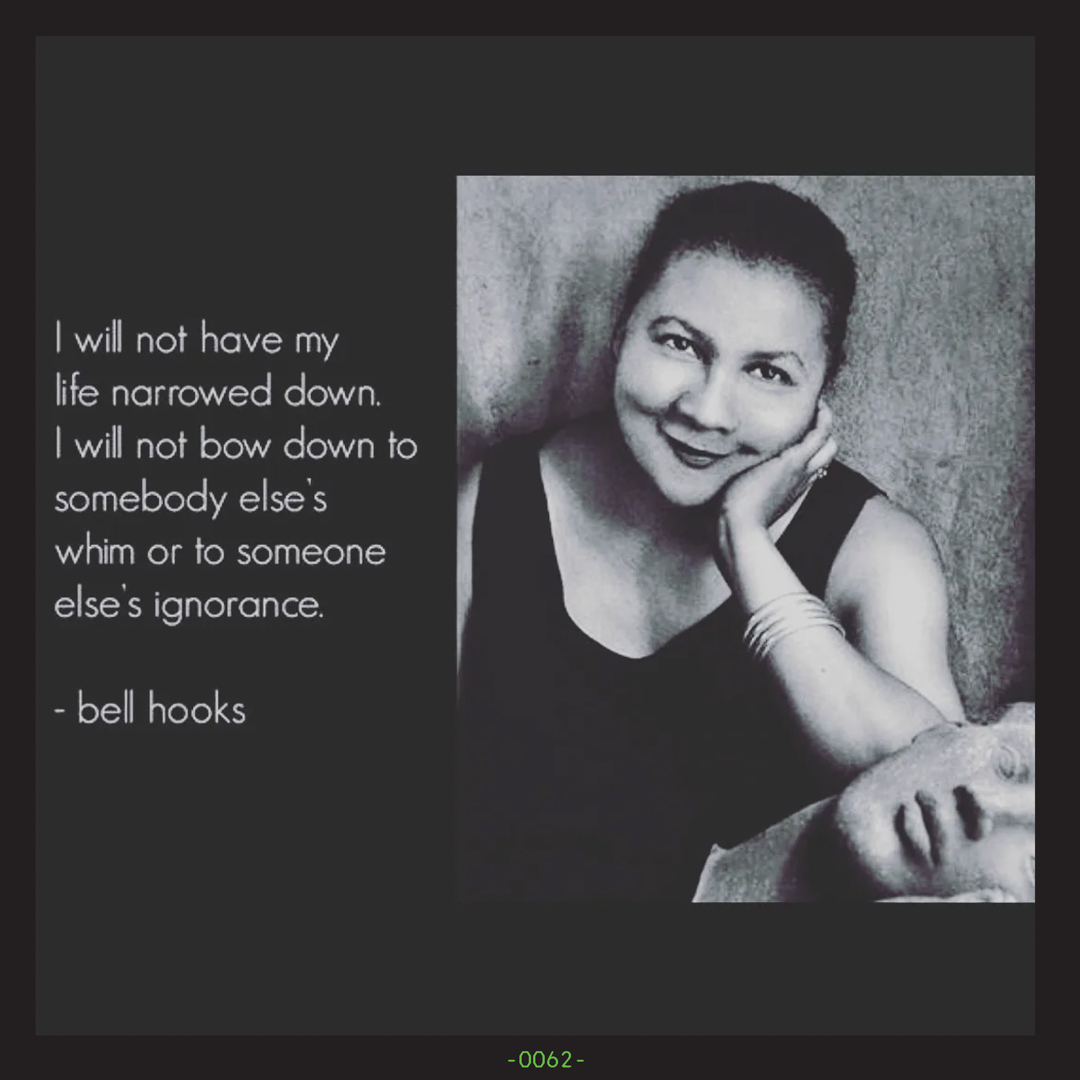 I will not have my
life narrowed down.
I will not bow down to
somebody else's
whim or to someone
else's ignorance.
- bell hooks
-0062-